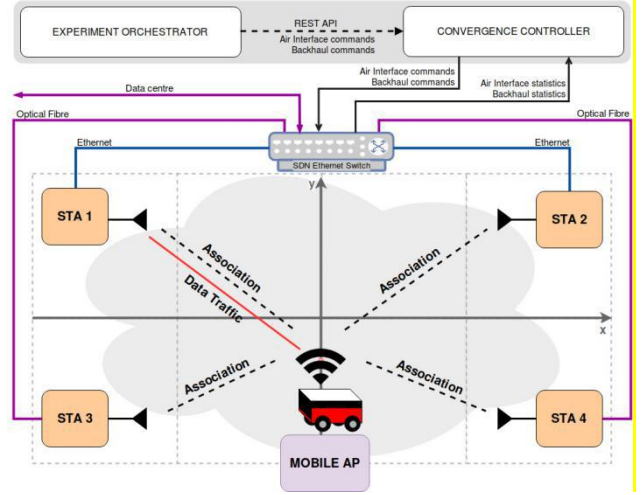 EXPERIMENT ORCHESTRATOR
REST API
Air Interface commands
Backhaul commands
CONVERGENCE CONTROLLER
Air Interface commands
Backhaul commands
Air Interface statistics
Backhaul statistics
Data centre
Optical Fibre
Optical Fibre
Ethernet
Ethernet
SDN Ethernet Switch
y
STA 1
STA 2
Association
Data Traffic
Association
x
Association
Association
STA 3
STA 4
MOBILE AP